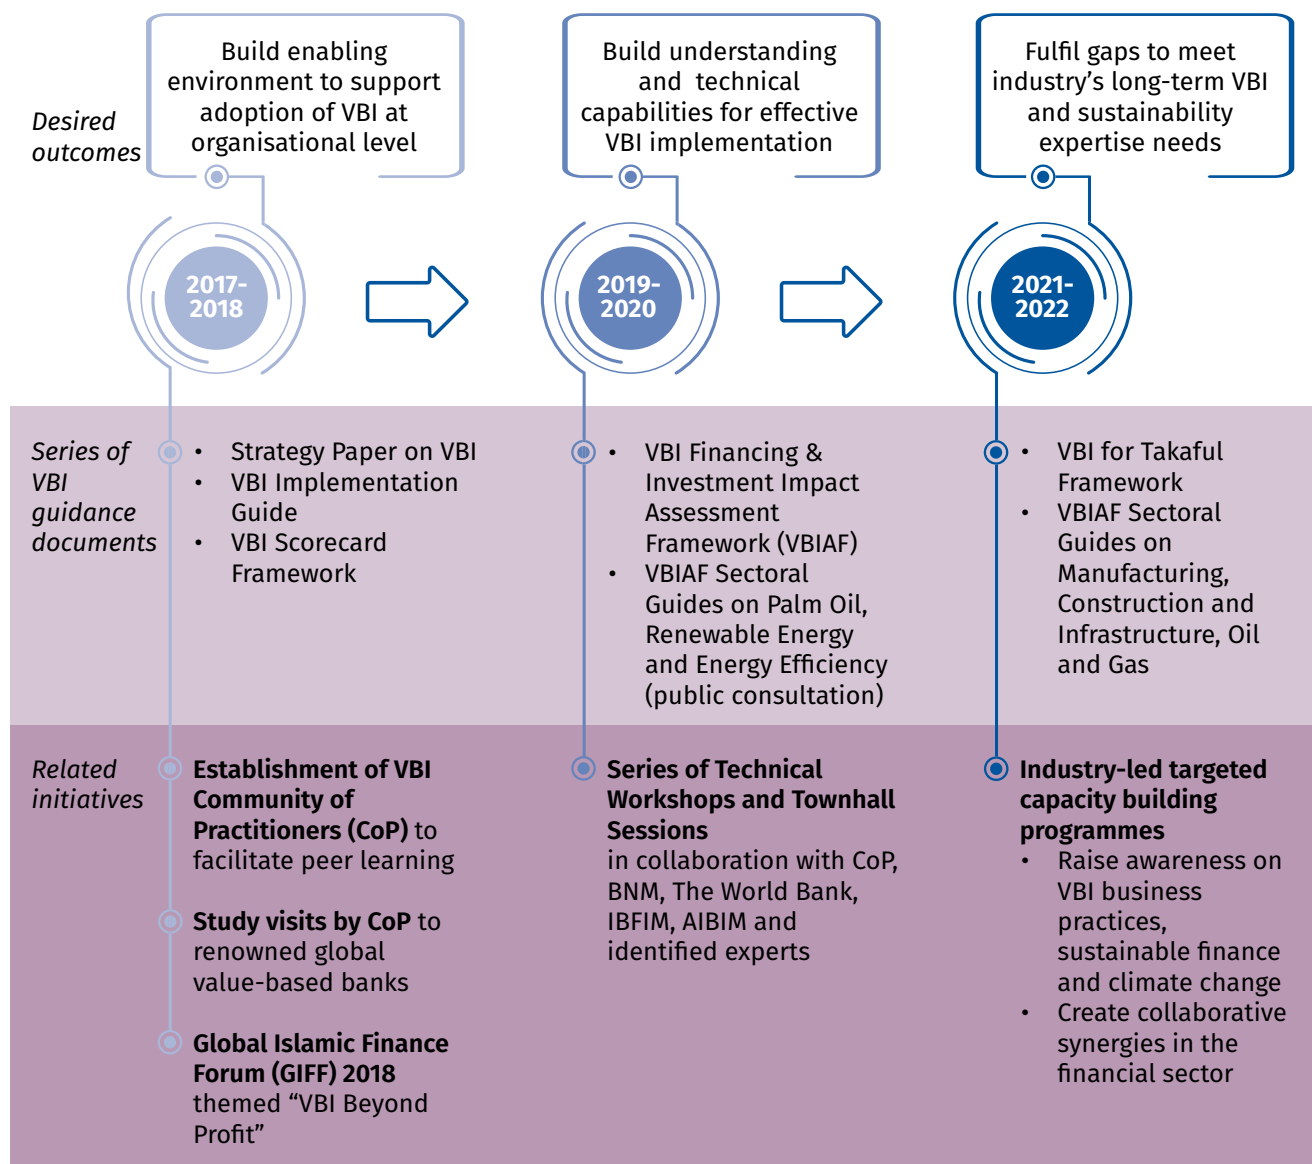 Desired
outcomes
Build enabling
environment to support
adoption of VBI at
organisational level
Build understanding
and technical
capabilities for effective
VBI implementation
Fulfil gaps to meet
industry's long-term VBI
and sustainability
expertise needs
2017-
2018
2019-
2020
2021-
2022
Series of
VBI
guidance
documents
• Strategy Paper on VBI
• VBI Implementation
Guide
• VBI Scorecard
Framework
• VBI Financing &
Investment Impact
Assessment
Framework (VBIAF)
• VBIAF Sectoral
Guides on Palm Oil,
Renewable Energy
and Energy Efficiency
(public consultation)
• VBI for Takaful
Framework
• VBIAF Sectoral
Guides on
Manufacturing,
Construction and
Infrastructure, Oil
and Gas
Related
initiatives
Establishment of VBI
Community of
Practitioners (CoP) to
facilitate peer learning
Study visits by CoP to
renowned global
value-based banks
Global Islamic Finance
Forum (GIFF) 2018
themed “VBI Beyond
Profit”
Series of Technical
Workshops and Townhall
Sessions
in collaboration with CoP,
BNM, The World Bank,
IBFIM, AIBIM and
identified experts
Industry-led targeted
capacity building
programmes
• Raise awareness on
VBI business
practices,
sustainable finance
and climate change
• Create collaborative
synergies in the
financial sector